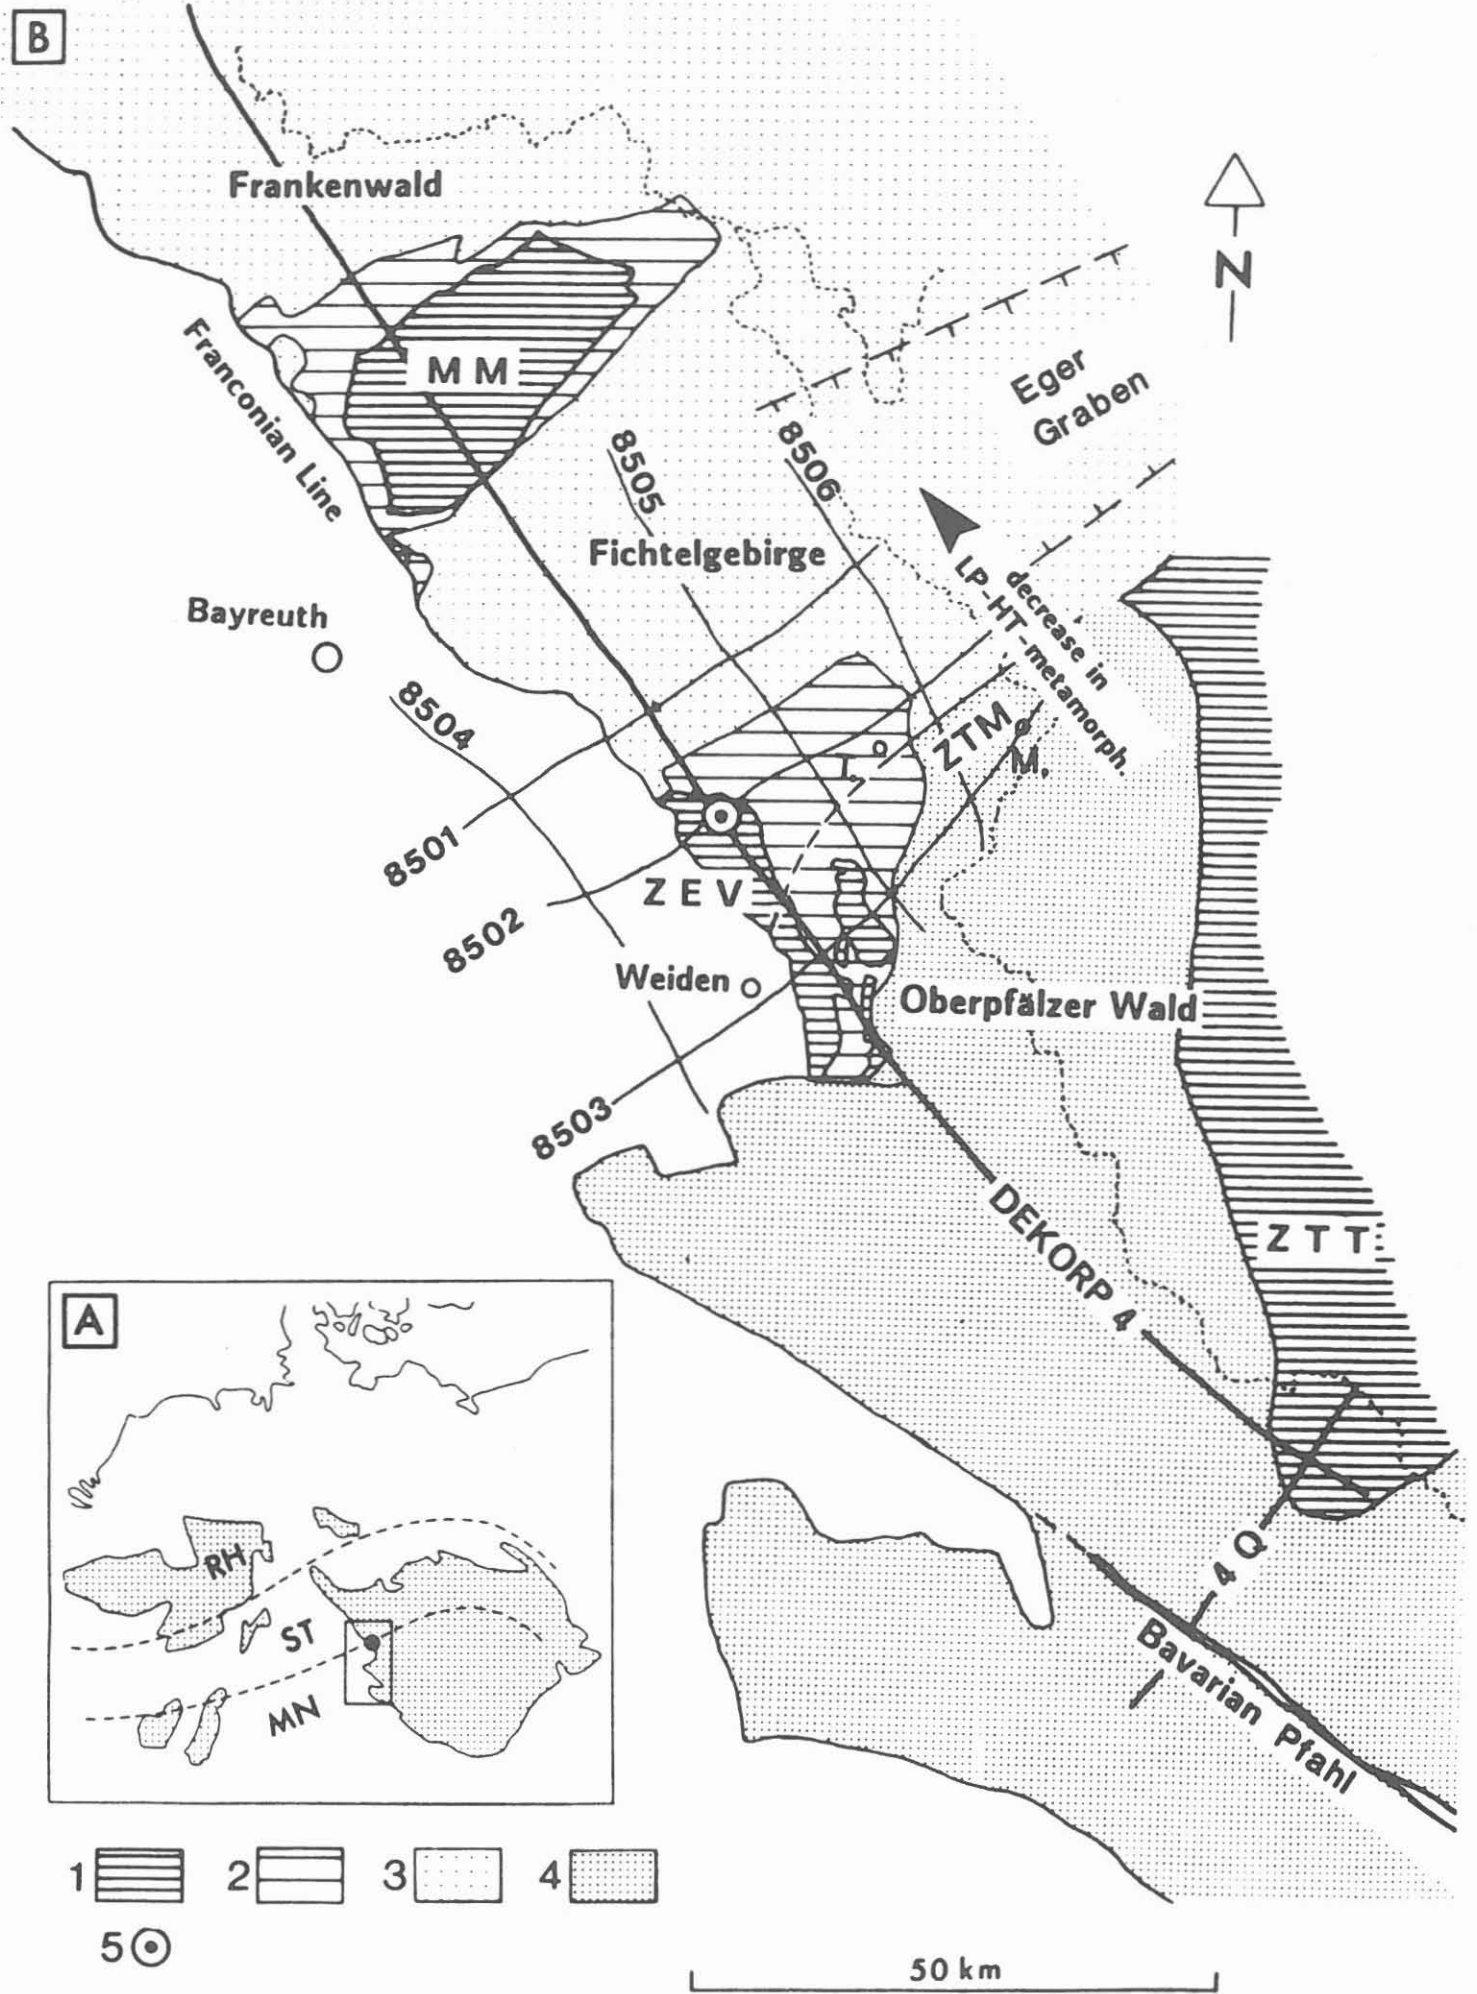 B
Frankenwald
N
MM
Franconian Line
Eger
Graben
8505
8506
Fichtelgebirge
decrease in
LP-HT-metamorph.
Bayreuth
8504
ZTM
M.
T.
8501
ZEV
8502
Weiden
Oberpfälzer Wald
8503
DEKORP 4
ZTT
A
RH
ST
MN
4 Q
Bavarian Pfahl
1
2
3
4
5
50 km